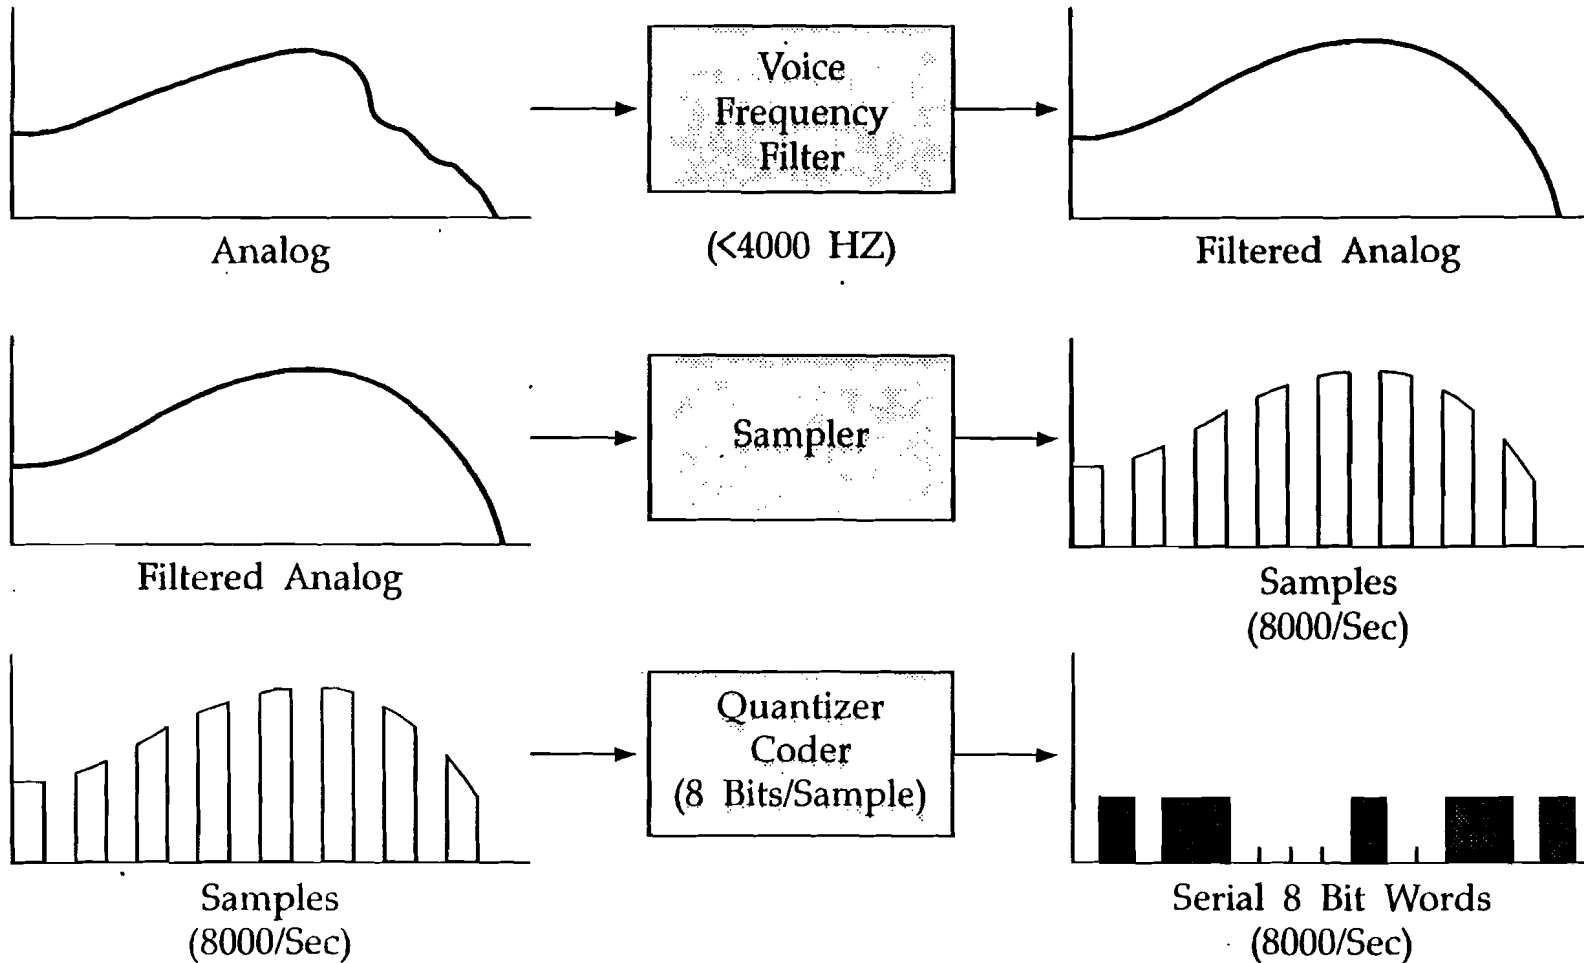 Voice
Frequency
Filter
Analog
(<4000 HZ)
Filtered Analog
Sampler
Filtered Analog
Samples
(8000/Sec)
Quantizer
Coder
(8 Bits/Sample)
Samples
(8000/Sec)
Serial 8 Bit Words
(8000/Sec)